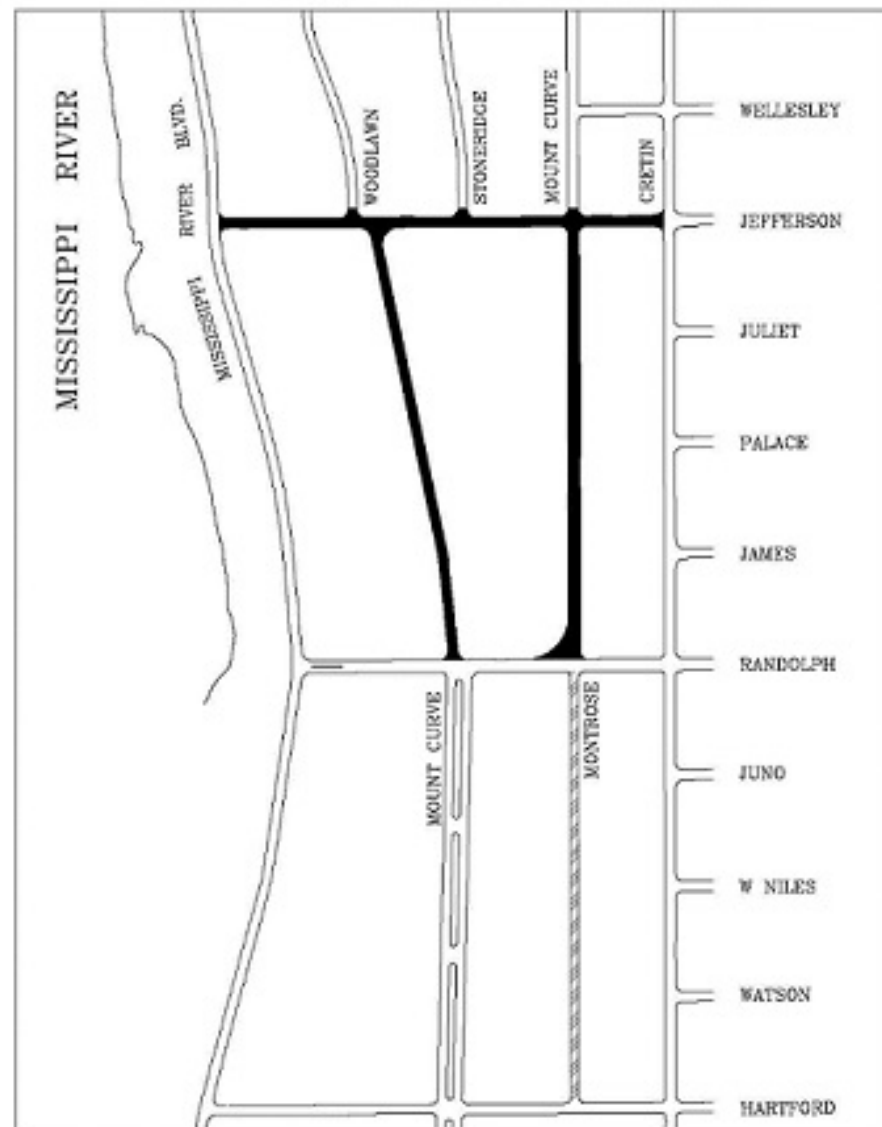 MISSISSIPPI RIVER
MISSISSIPPI RIVER BLVD.
WOODLAWN
STONERIDGE
MOUNT CURVE
CRETIN
WELLESLEY
JEFFERSON
JULIET
PALACE
JAMES
RANDOLPH
MOUNT CURVE
MONTROSE
JUNO
W NILES
WATSON
HARTFORD